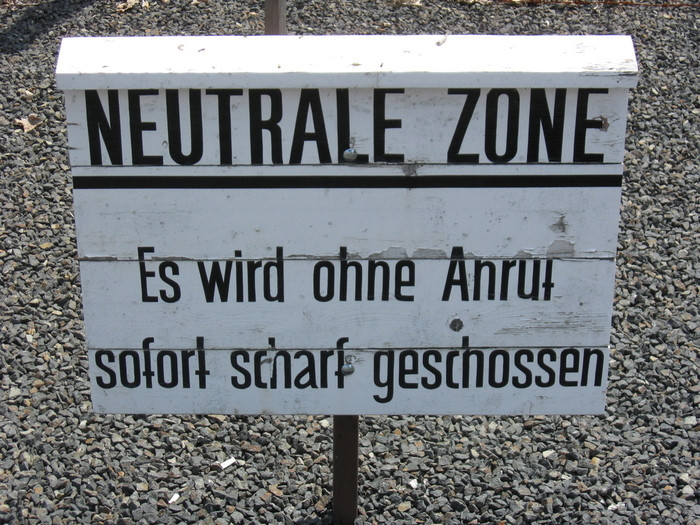 NEUTRALE ZONE
Es wird ohne Anruf
sofort scharf geschossen